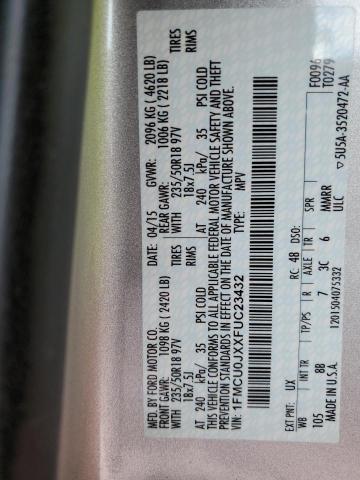 MFD. BY FORD MOTOR CO.
DATE: 04/15 GVWR: 2096 KG ( 4620 LB)
FRONT GAWR: 1098 KG ( 2420 LB) REAR GAWR: 1006 KG ( 2218 LB)
WITH 235/50R18 97V TIRES WITH 235/50R18 97V TIRES
18x7.5J RIMS 18x7.5J RIMS
AT 240 kPa/ 35 PSI COLD AT 240 kPa/ 35 PSI COLD
THIS VEHICLE CONFORMS TO ALL APPLICABLE FEDERAL MOTOR VEHICLE SAFETY AND THEFT
PREVENTION STANDARDS IN EFFECT ON THE DATE OF MANUFACTURE SHOWN ABOVE.
VIN: 1FMCU0JXXFUC23432 TYPE: MPV
F0096
T0279
EXT PNT: UX RC: 48 DSO:
WB INT TR TP/PS R AXLE TR SPR
105 8B 7 3C 6 MMRR
MADE IN U.S.A. ULC
1201504075332
▽5U5A-3520472-AA